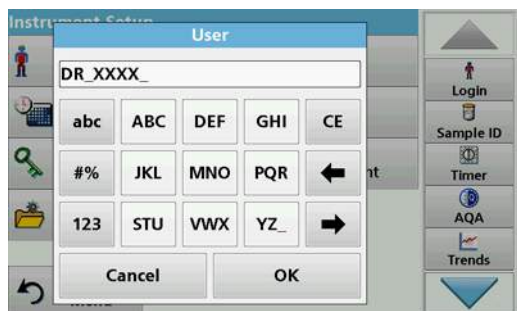 Instrument Setup
User
DR_XXXX_
abc
ABC
DEF
GHI
CE
#%
JKL
MNO
PQR
123
STU
VWX
YZ_
Cancel
OK
Menu
Login
Sample ID
Timer
AQA
Trends